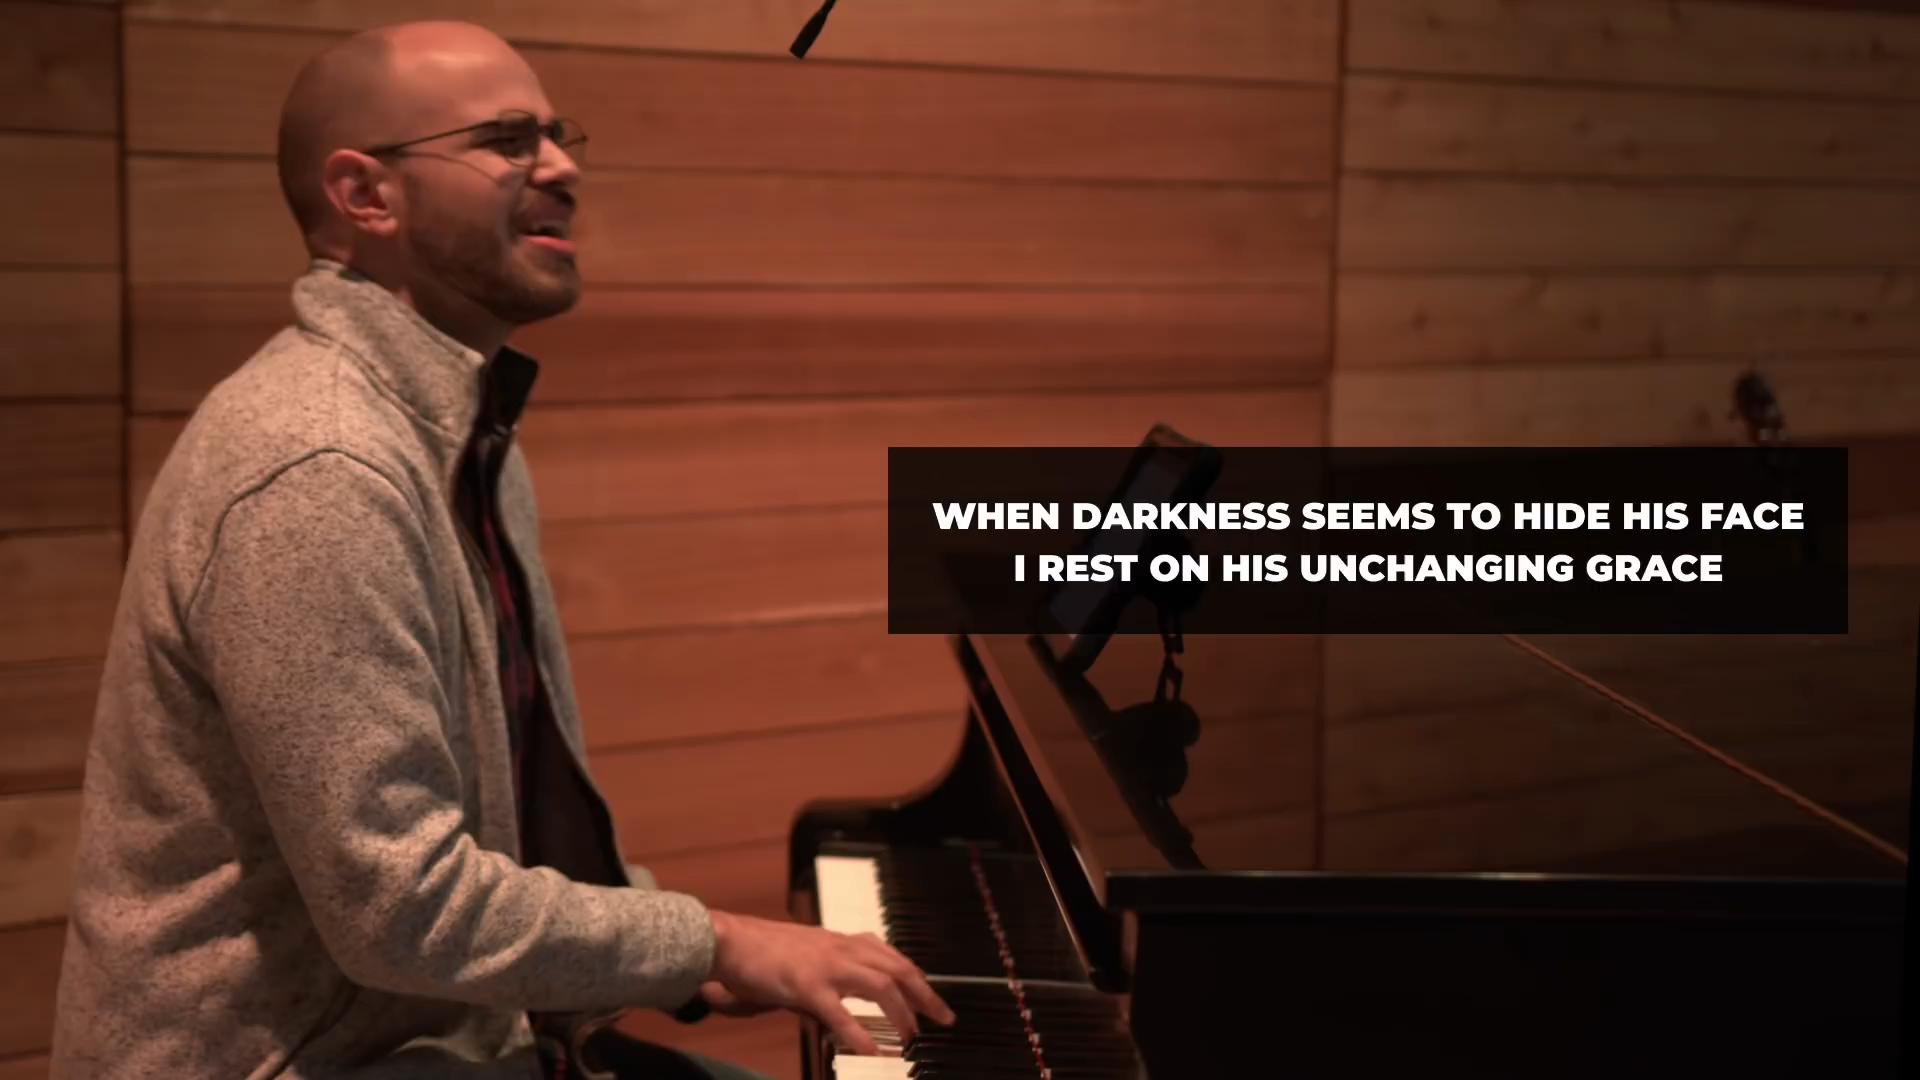 WHEN DARKNESS SEEMS TO HIDE HIS FACE
I REST ON HIS UNCHANGING GRACE